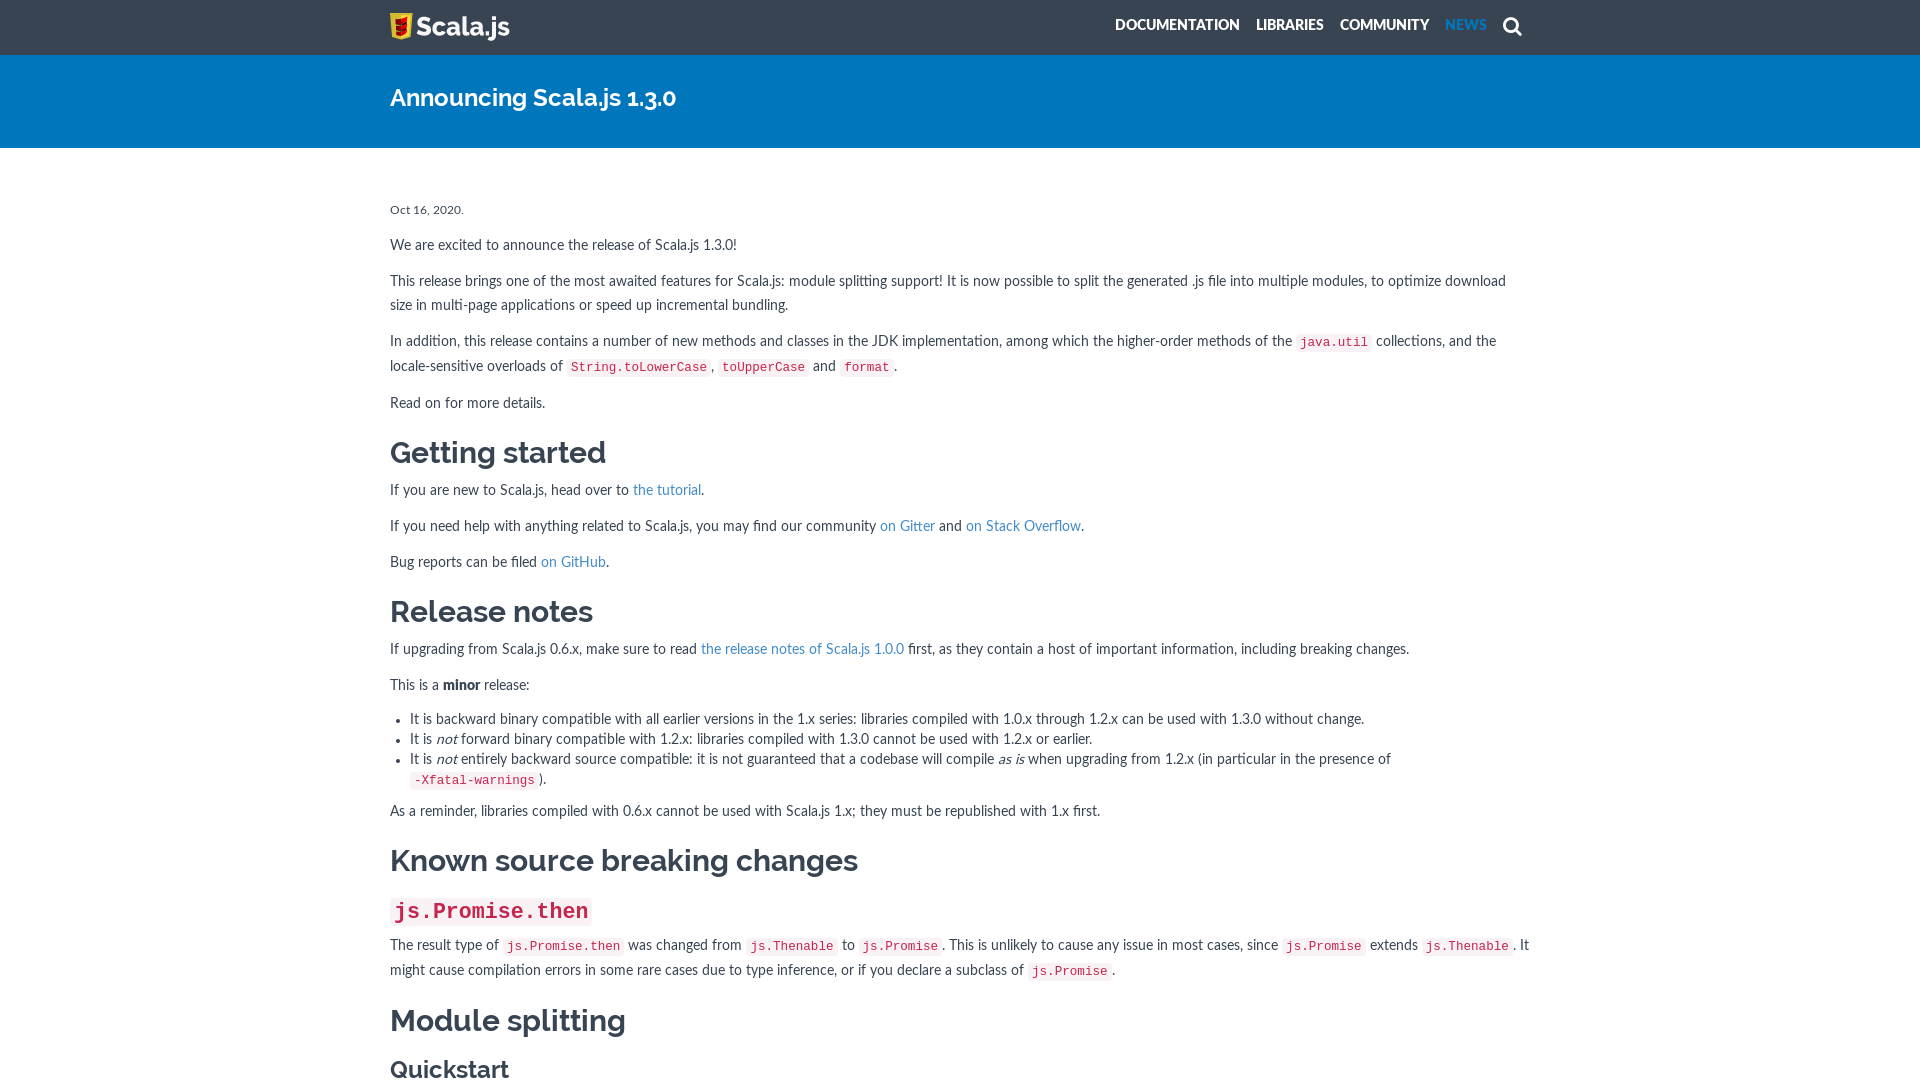 Scala.js
DOCUMENTATION LIBRARIES COMMUNITY NEWS
Announcing Scala.js 1.3.0
Oct 16, 2020.
We are excited to announce the release of Scala.js 1.3.0!
This release brings one of the most awaited features for Scala.js: module splitting support! It is now possible to split the generated .js file into multiple modules, to optimize download
size in multi-page applications or speed up incremental bundling.
In addition, this release contains a number of new methods and classes in the JDK implementation, among which the higher-order methods of the java.util collections, and the
locale-sensitive overloads of String.toLowerCase, toUpperCase and format.
Read on for more details.
Getting started
If you are new to Scala.js, head over to the tutorial.
If you need help with anything related to Scala.js, you may find our community on Gitter and on Stack Overflow.
Bug reports can be filed on GitHub.
Release notes
If upgrading from Scala.js 0.6.x, make sure to read the release notes of Scala.js 1.0.0 first, as they contain a host of important information, including breaking changes.
This is a minor release:
• It is backward binary compatible with all earlier versions in the 1.x series: libraries compiled with 1.0.x through 1.2.x can be used with 1.3.0 without change.
• It is not forward binary compatible with 1.2.x: libraries compiled with 1.3.0 cannot be used with 1.2.x or earlier.
• It is not entirely backward source compatible: it is not guaranteed that a codebase will compile as is when upgrading from 1.2.x (in particular in the presence of
-Xfatal-warnings).
As a reminder, libraries compiled with 0.6.x cannot be used with Scala.js 1.x; they must be republished with 1.x first.
Known source breaking changes
js.Promise.then
The result type of js.Promise.then was changed from js.Thenable to js.Promise. This is unlikely to cause any issue in most cases, since js.Promise extends js.Thenable. It
might cause compilation errors in some rare cases due to type inference, or if you declare a subclass of js.Promise.
Module splitting
Quickstart